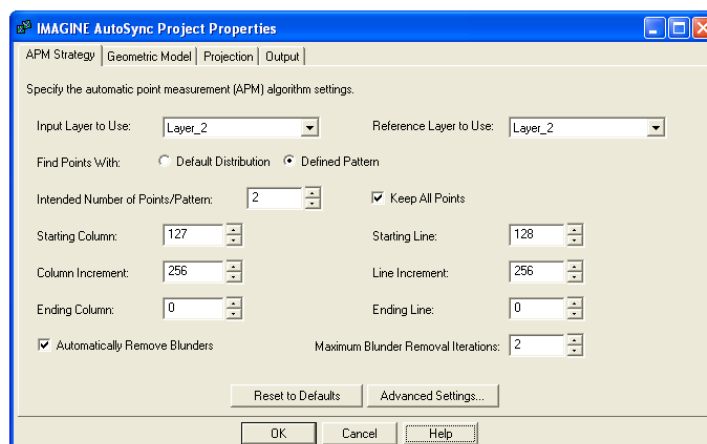 IMAGINE AutoSync Project Properties
APM Strategy Geometric Model Projection Output
Specify the automatic point measurement (APM) algorithm settings.
Input Layer to Use: Layer_2 Reference Layer to Use: Layer_2
Find Points With: Default Distribution Defined Pattern
Intended Number of Points/Pattern: 2 Keep All Points
Starting Column: 127 Starting Line: 128
Column Increment: 256 Line Increment: 256
Ending Column: 0 Ending Line: 0
Automatically Remove Blunders Maximum Blunder Removal Iterations: 2
Reset to Defaults Advanced Settings...
OK Cancel Help